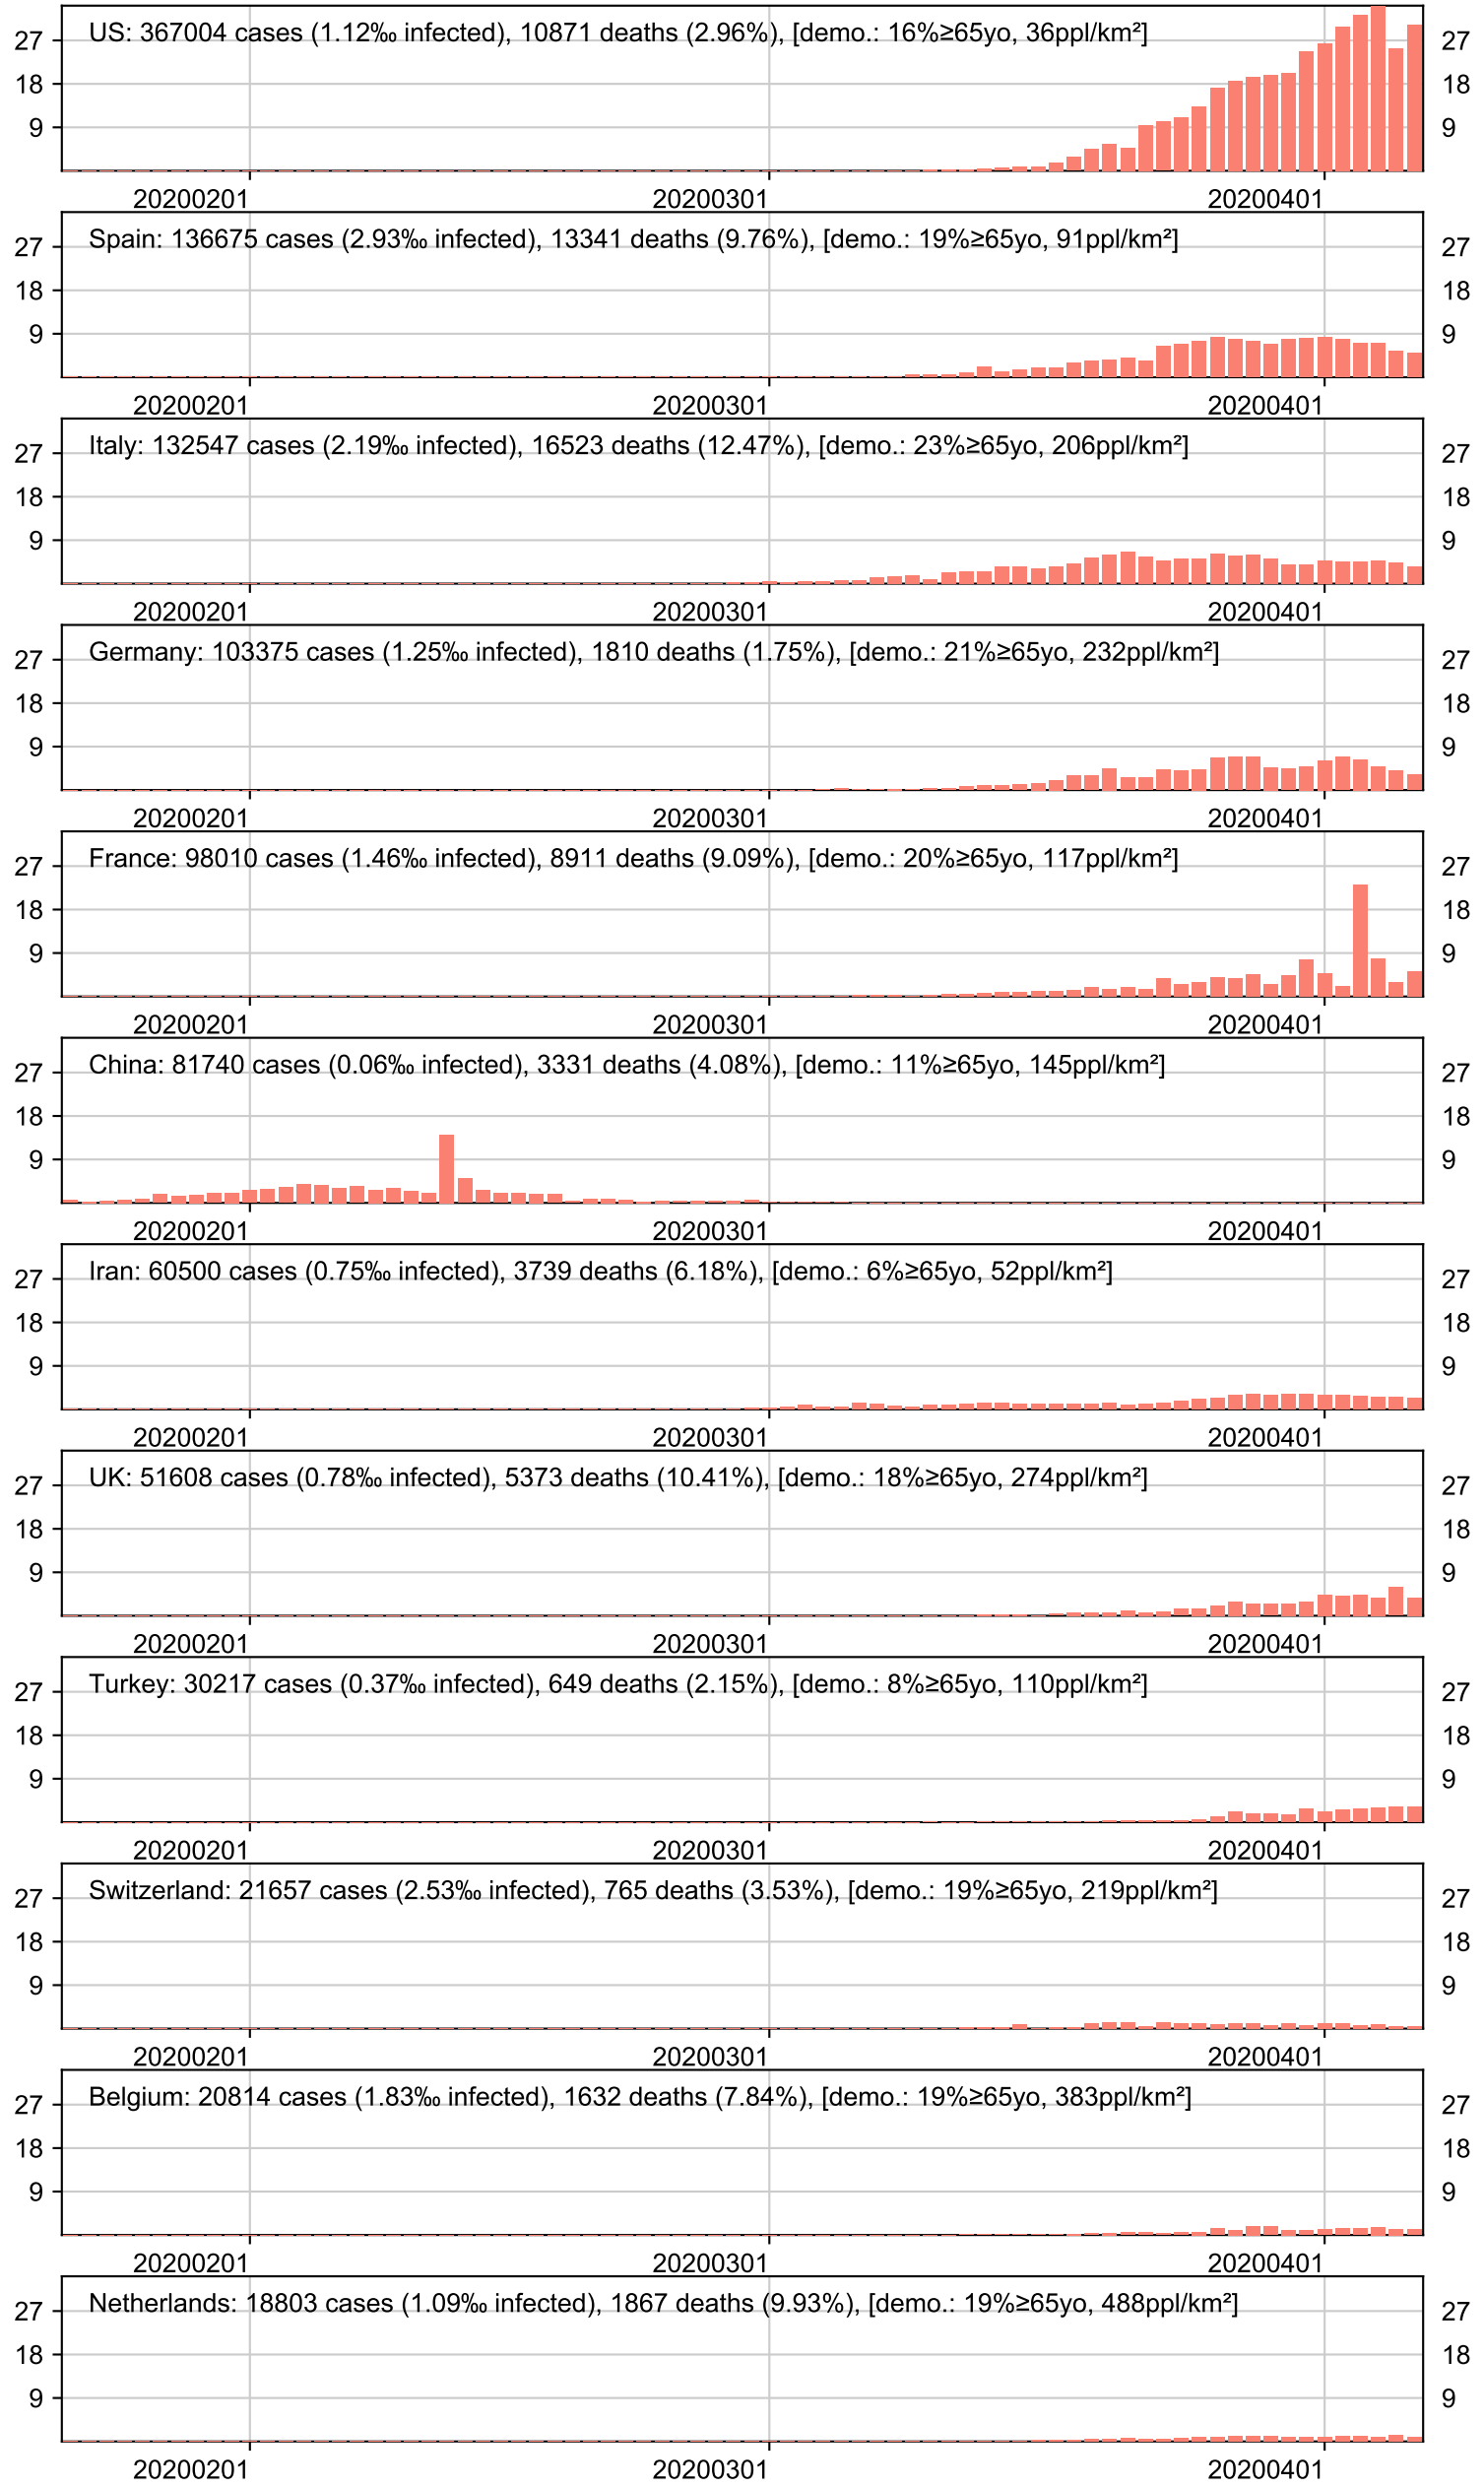 US: 367004 cases (1.12‰ infected), 10871 deaths (2.96%), [demo.: 16%≥65yo, 36ppl/km²]
27 27
18 18
9 9
20200201 20200301 20200401
Spain: 136675 cases (2.93‰ infected), 13341 deaths (9.76%), [demo.: 19%≥65yo, 91ppl/km²]
27 27
18 18
9 9
20200201 20200301 20200401
Italy: 132547 cases (2.19‰ infected), 16523 deaths (12.47%), [demo.: 23%≥65yo, 206ppl/km²]
27 27
18 18
9 9
20200201 20200301 20200401
Germany: 103375 cases (1.25‰ infected), 1810 deaths (1.75%), [demo.: 21%≥65yo, 232ppl/km²]
27 27
18 18
9 9
20200201 20200301 20200401
France: 98010 cases (1.46‰ infected), 8911 deaths (9.09%), [demo.: 20%≥65yo, 117ppl/km²]
27 27
18 18
9 9
20200201 20200301 20200401
China: 81740 cases (0.06‰ infected), 3331 deaths (4.08%), [demo.: 11%≥65yo, 145ppl/km²]
27 27
18 18
9 9
20200201 20200301 20200401
Iran: 60500 cases (0.75‰ infected), 3739 deaths (6.18%), [demo.: 6%≥65yo, 52ppl/km²]
27 27
18 18
9 9
20200201 20200301 20200401
UK: 51608 cases (0.78‰ infected), 5373 deaths (10.41%), [demo.: 18%≥65yo, 274ppl/km²]
27 27
18 18
9 9
20200201 20200301 20200401
Turkey: 30217 cases (0.37‰ infected), 649 deaths (2.15%), [demo.: 8%≥65yo, 110ppl/km²]
27 27
18 18
9 9
20200201 20200301 20200401
Switzerland: 21657 cases (2.53‰ infected), 765 deaths (3.53%), [demo.: 19%≥65yo, 219ppl/km²]
27 27
18 18
9 9
20200201 20200301 20200401
Belgium: 20814 cases (1.83‰ infected), 1632 deaths (7.84%), [demo.: 19%≥65yo, 383ppl/km²]
27 27
18 18
9 9
20200201 20200301 20200401
Netherlands: 18803 cases (1.09‰ infected), 1867 deaths (9.93%), [demo.: 19%≥65yo, 488ppl/km²]
27 27
18 18
9 9
20200201 20200301 20200401